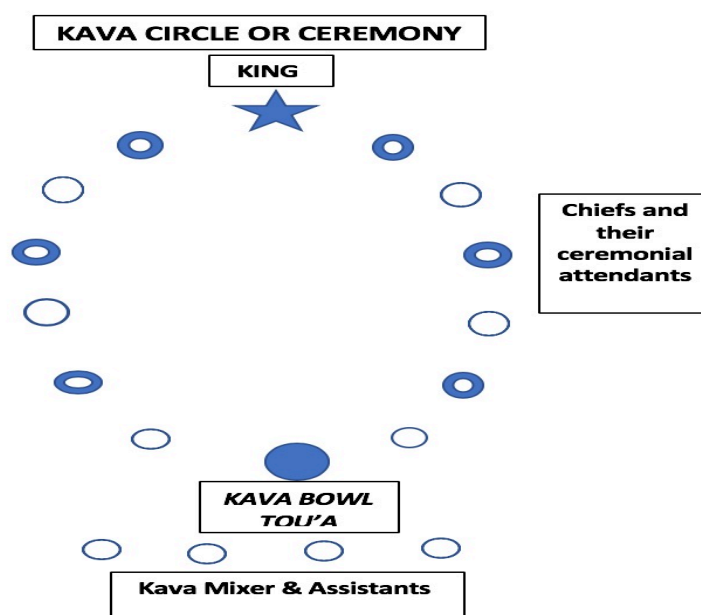 KAVA CIRCLE OR CEREMONY
KING
Chiefs and
their
ceremonial
attendants
KAVA BOWL
TOU'A
Kava Mixer & Assistants